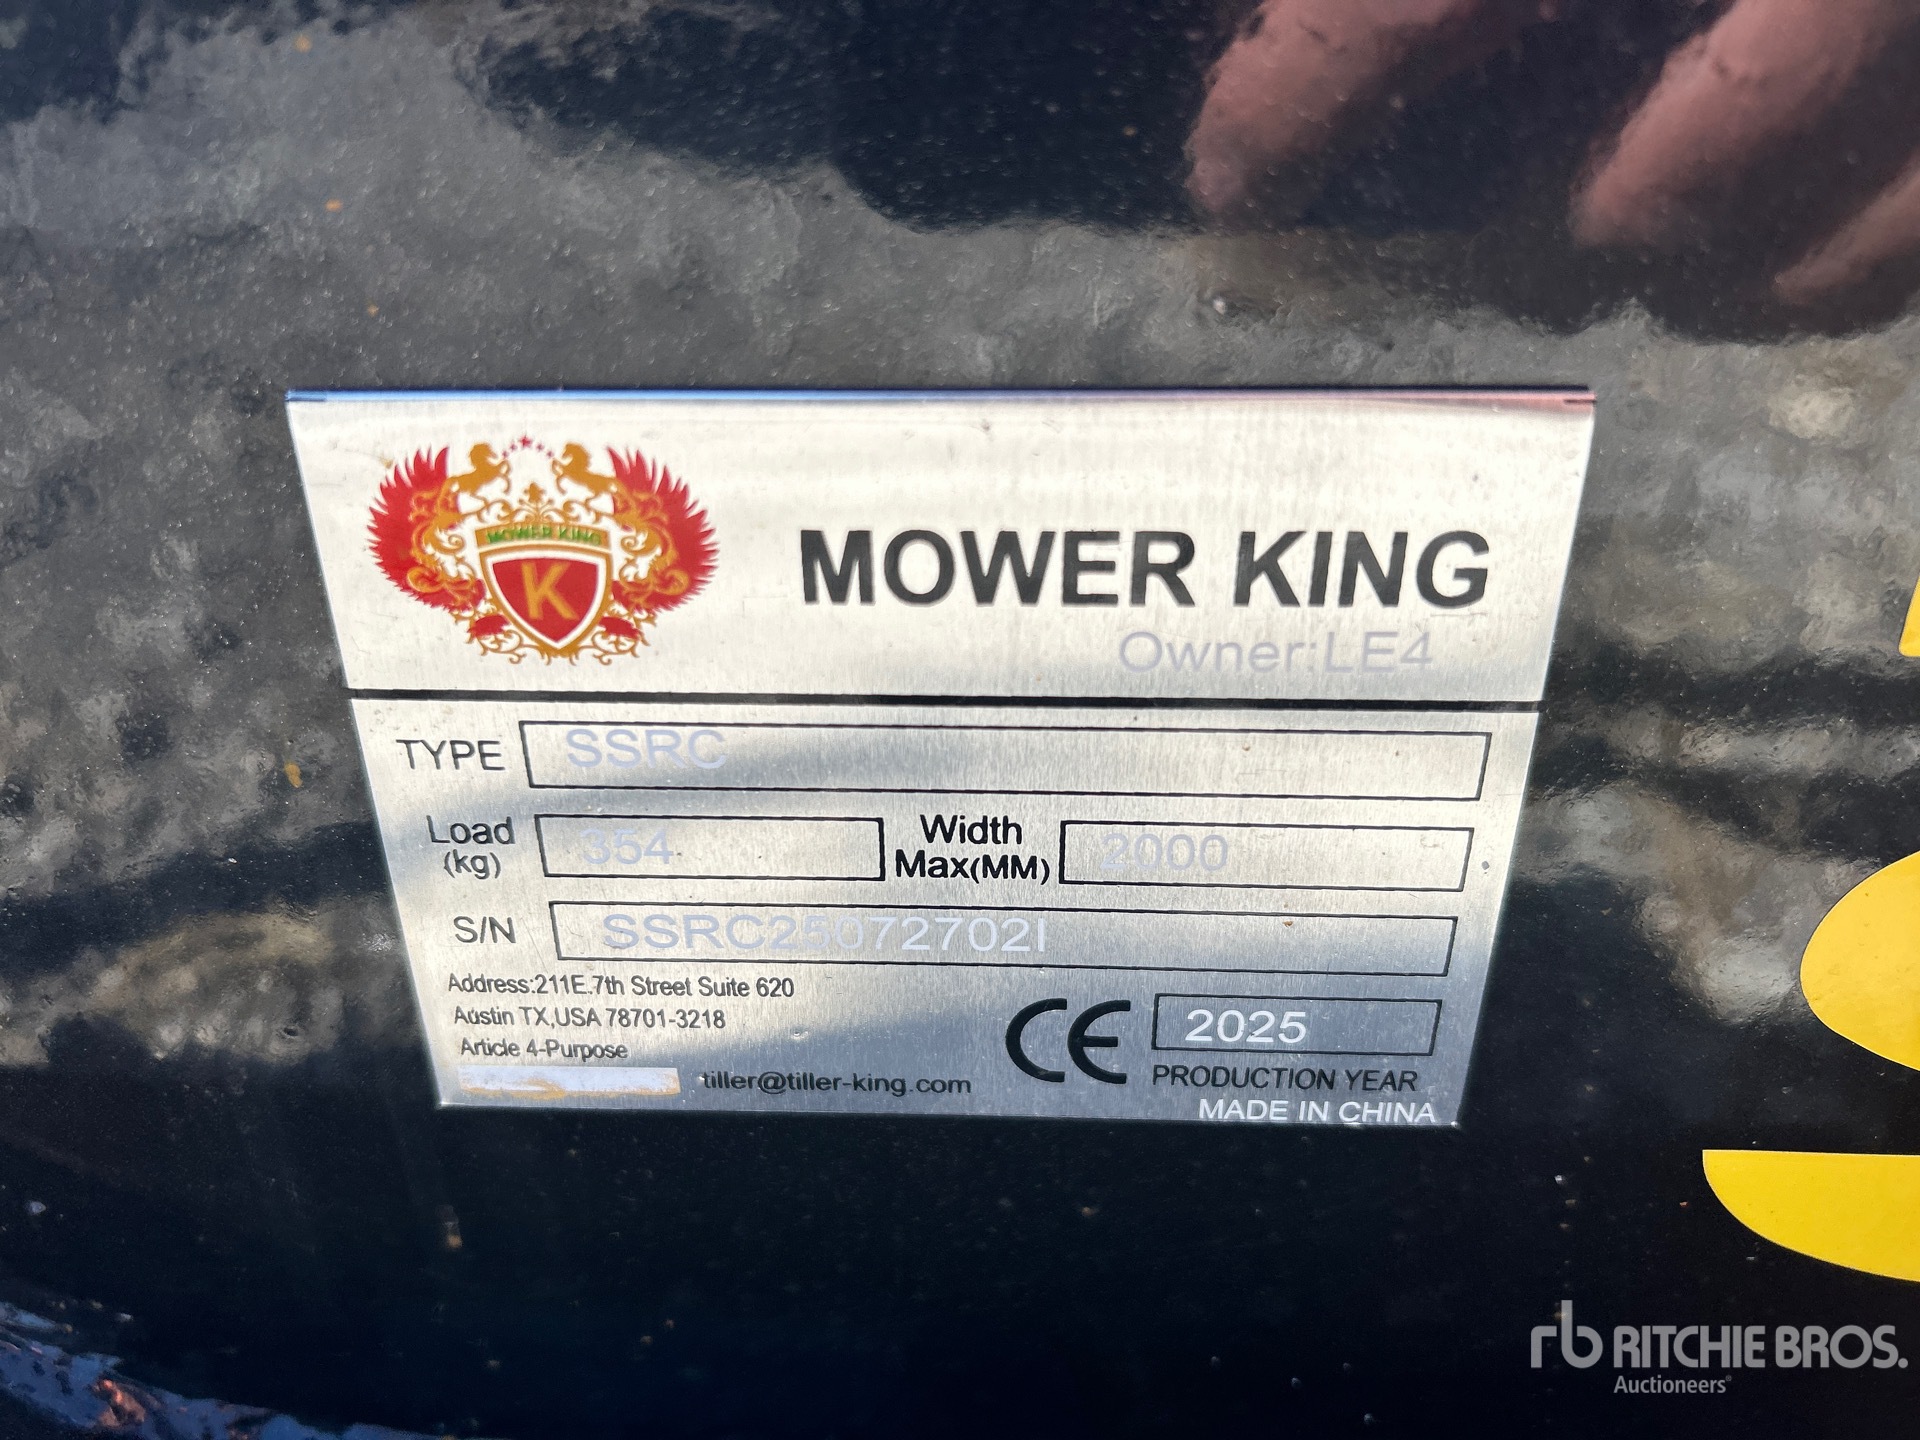 MOWER KING
K
MOWER KING
Owner:LE4
TYPE SSRC
Load (kg) 354 Width Max(MM) 2000
S/N SSRC25072702I
Address:211E.7th Street Suite 620
Austin TX,USA 78701-3218
Article 4-Purpose
tiller@tiller-king.com
CE 2025
PRODUCTION YEAR
MADE IN CHINA
rb RITCHIE BROS.
Auctioneers